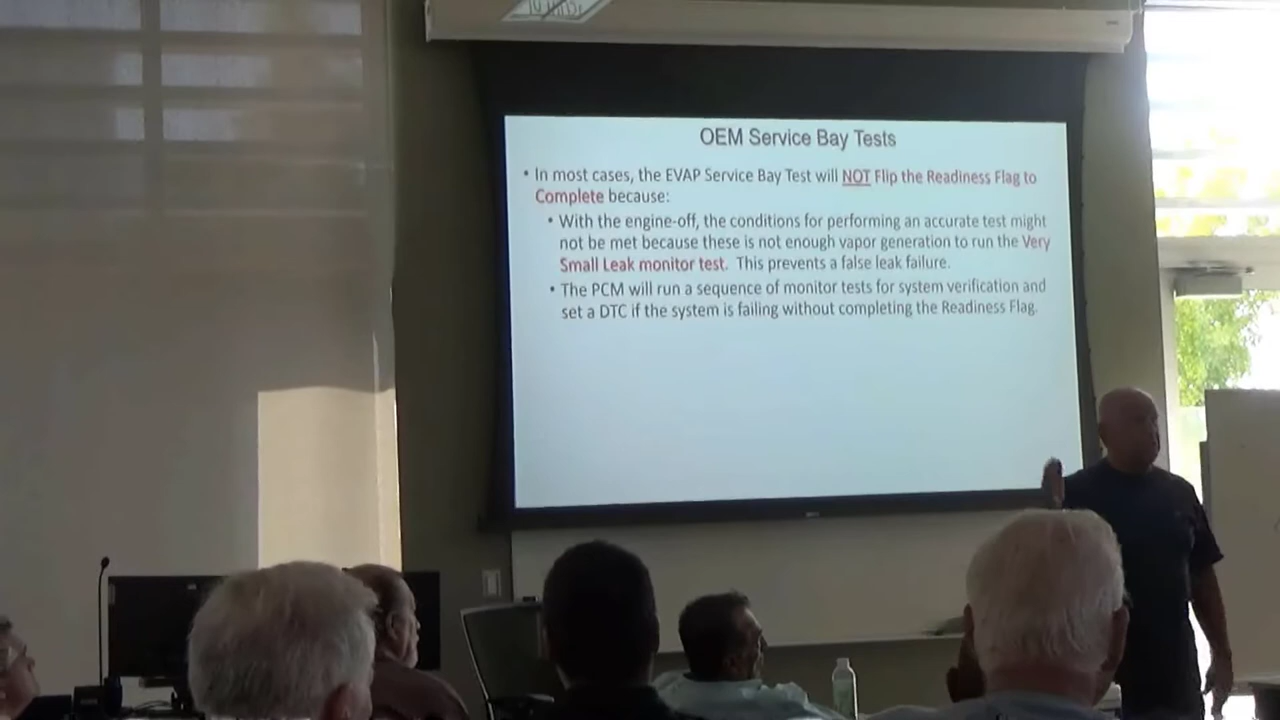 OEM Service Bay Tests
• In most cases, the EVAP Service Bay Test will NOT Flip the Readiness Flag to
Complete because:
• With the engine-off, the conditions for performing an accurate test might
not be met because these is not enough vapor generation to run the Very
Small Leak monitor test. This prevents a false leak failure.
• The PCM will run a sequence of monitor tests for system verification and
set a DTC if the system is failing without completing the Readiness Flag.